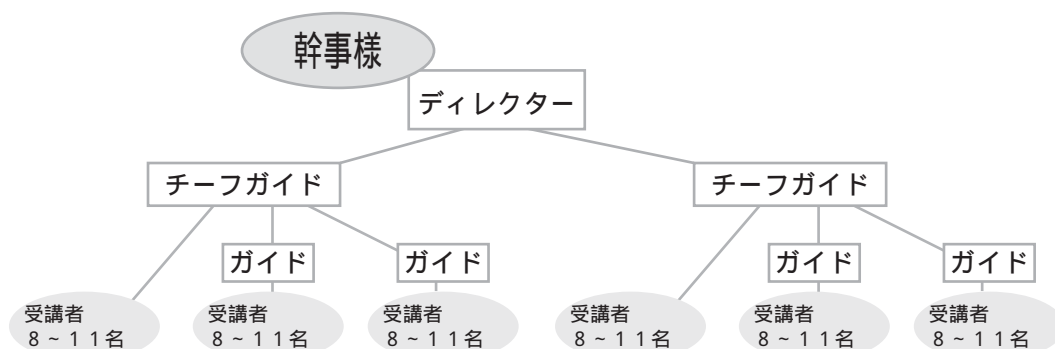 幹事様
ディレクター
チーフガイド
チーフガイド
ガイド
ガイド
ガイド
ガイド
受講者
８～１１名
受講者
８～１１名
受講者
８～１１名
受講者
８～１１名
受講者
８～１１名
受講者
８～１１名